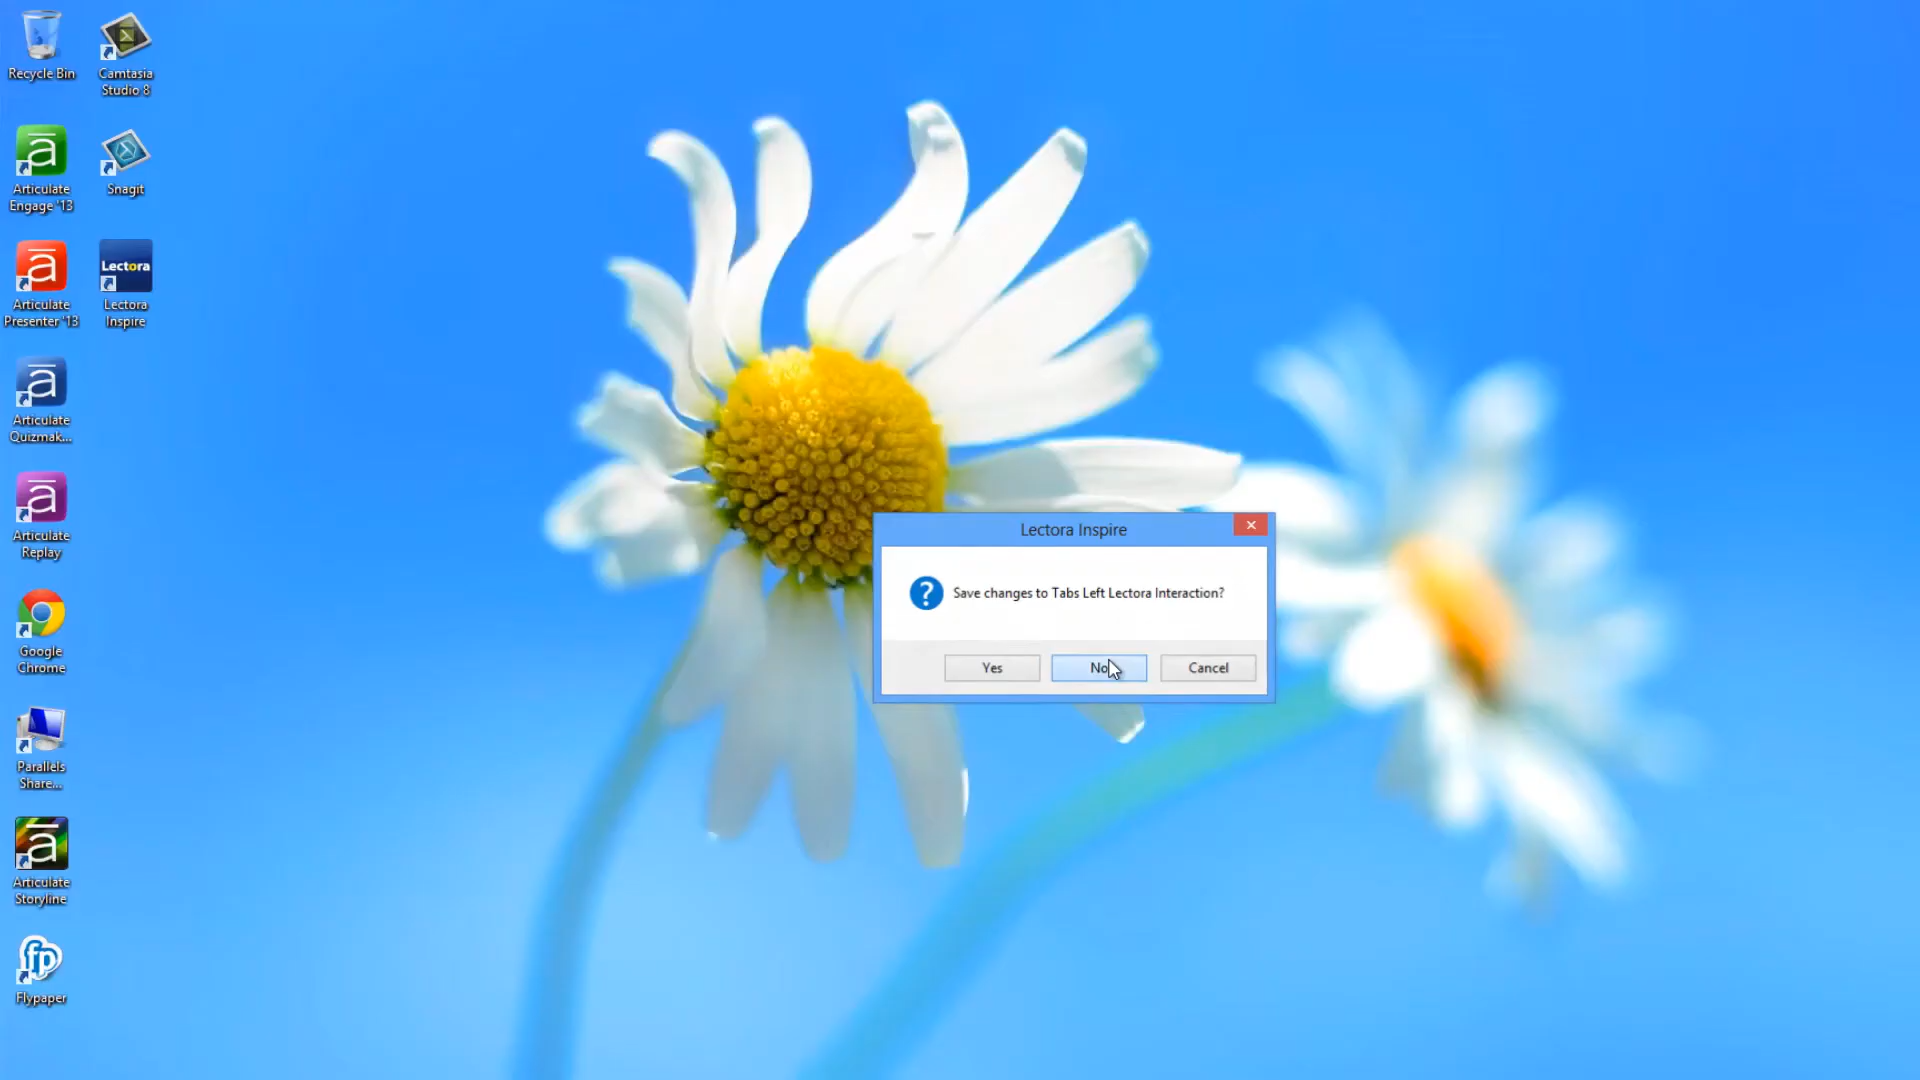 Recycle Bin
Camtasia
Studio 8
Articulate
Engage '13
Snagit
Articulate
Presenter '13
Lectora
Lectora
Inspire
Articulate
Quizmak...
Articulate
Replay
Google
Chrome
Parallels
Share...
Articulate
Storyline
fp
Flypaper
Lectora Inspire
Save changes to Tabs Left Lectora Interaction?
Yes
No
Cancel